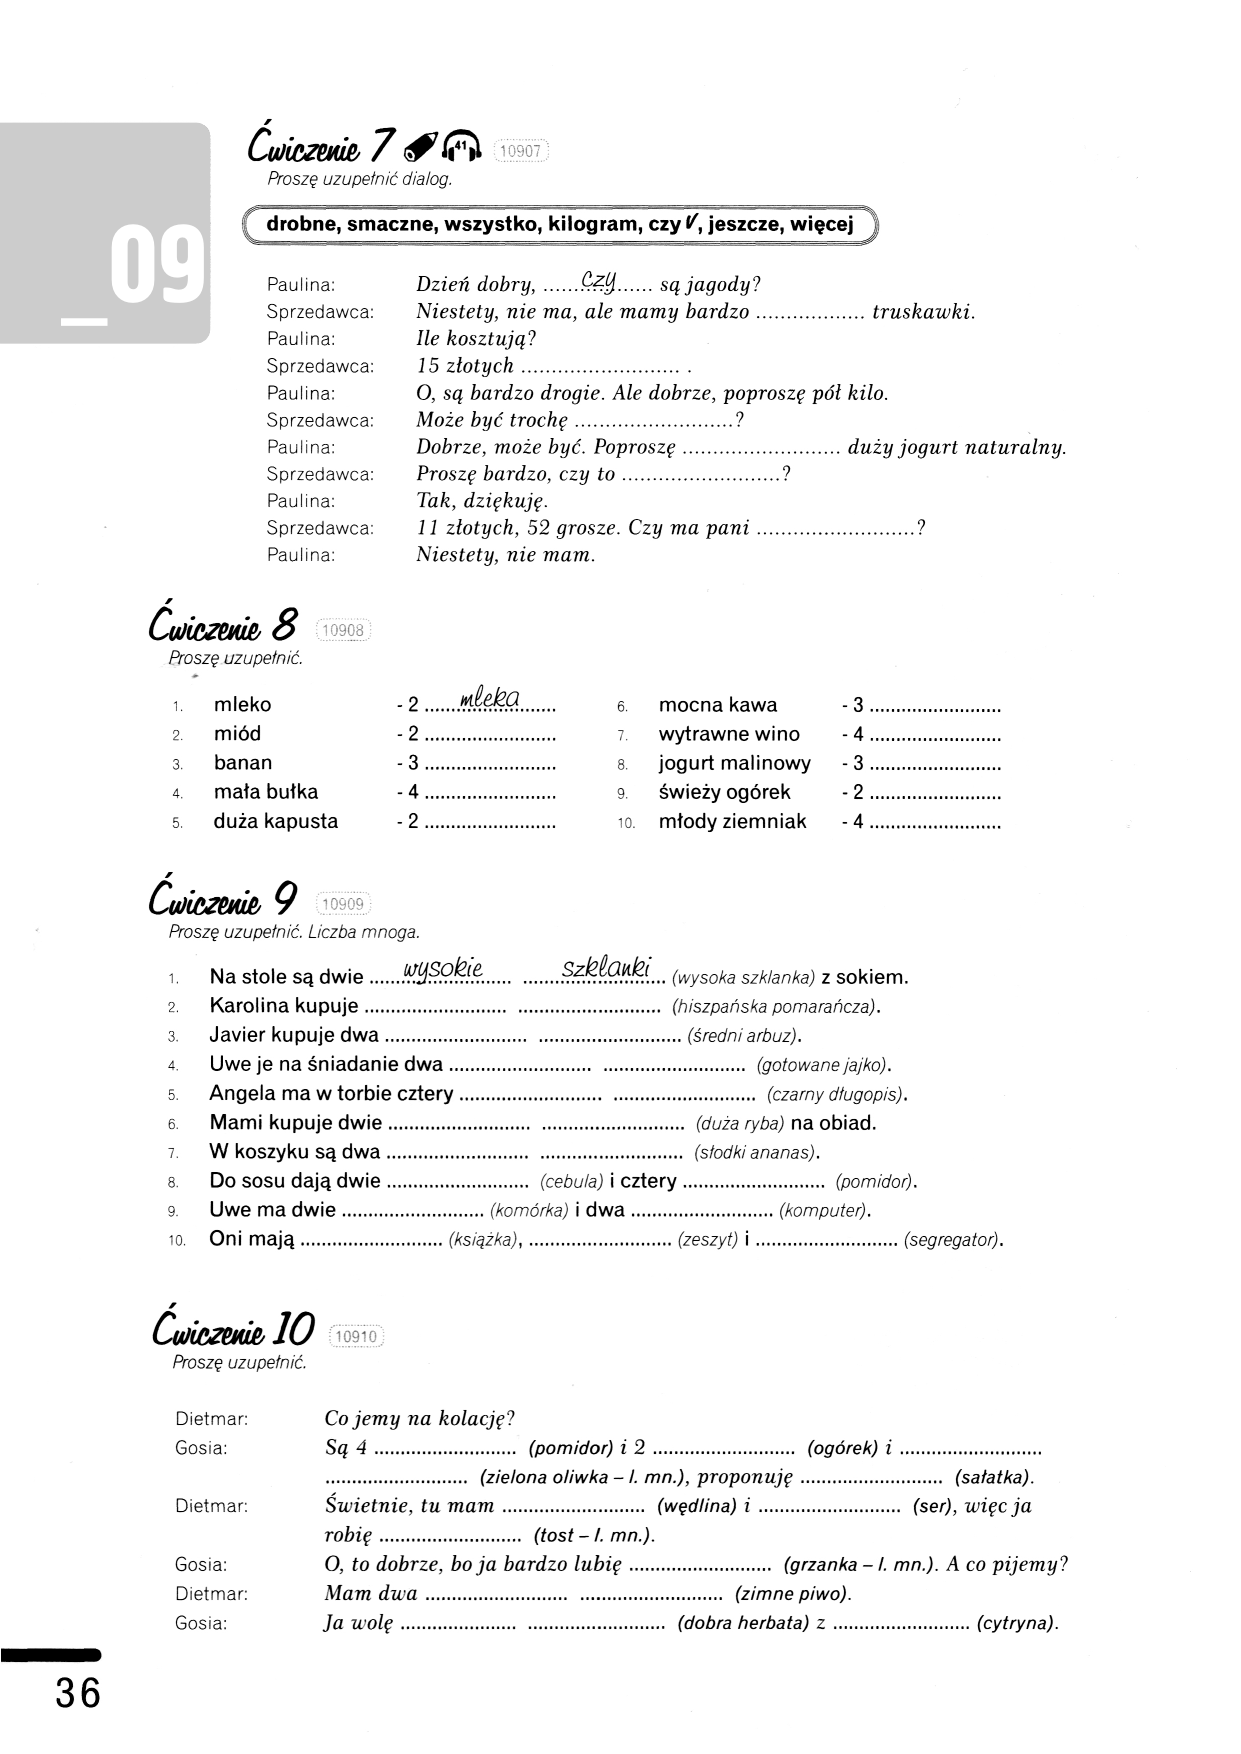 Ćwiczenie 7 41 10907
Proszę uzupełnić dialog.
drobne, smaczne, wszystko, kilogram, czy ✓, jeszcze, więcej
09
Paulina: Dzień dobry, ......czy...... są jagody?
Sprzedawca: Niestety, nie ma, ale mamy bardzo .................. truskawki.
Paulina: Ile kosztują?
Sprzedawca: 15 złotych .......................... .
Paulina: O, są bardzo drogie. Ale dobrze, poproszę pół kilo.
Sprzedawca: Może być trochę ..........................?
Paulina: Dobrze, może być. Poproszę .......................... duży jogurt naturalny.
Sprzedawca: Proszę bardzo, czy to ..........................?
Paulina: Tak, dziękuję.
Sprzedawca: 11 złotych, 52 grosze. Czy ma pani ..........................?
Paulina: Niestety, nie mam.
Ćwiczenie 8 10908
Proszę uzupełnić.
1. mleko - 2 ......mleka.......
2. miód - 2 .........................
3. banan - 3 .........................
4. mała bułka - 4 .........................
5. duża kapusta - 2 .........................
6. mocna kawa - 3 .........................
7. wytrawne wino - 4 .........................
8. jogurt malinowy - 3 .........................
9. świeży ogórek - 2 .........................
10. młody ziemniak - 4 .........................
Ćwiczenie 9 10909
Proszę uzupełnić. Liczba mnoga.
1. Na stole są dwie ......wysokie...... .......szklanki... (wysoka szklanka) z sokiem.
2. Karolina kupuje ........................... ........................... (hiszpańska pomarańcza).
3. Javier kupuje dwa ........................... ........................... (średni arbuz).
4. Uwe je na śniadanie dwa ........................... ........................... (gotowane jajko).
5. Angela ma w torbie cztery ........................... ........................... (czarny długopis).
6. Mami kupuje dwie ........................... ........................... (duża ryba) na obiad.
7. W koszyku są dwa ........................... ........................... (słodki ananas).
8. Do sosu dają dwie ........................... (cebula) i cztery ........................... (pomidor).
9. Uwe ma dwie ........................... (komórka) i dwa ........................... (komputer).
10. Oni mają ........................... (książka), ........................... (zeszyt) i ........................... (segregator).
Ćwiczenie 10 10910
Proszę uzupełnić.
Dietmar: Co jemy na kolację?
Gosia: Są 4 ........................... (pomidor) i 2 ........................... (ogórek) i ...........................
........................... (zielona oliwka – l. mn.), proponuję ........................... (sałatka).
Dietmar: Świetnie, tu mam ........................... (wędlina) i ........................... (ser), więc ja
robię ........................... (tost – l. mn.).
Gosia: O, to dobrze, bo ja bardzo lubię ........................... (grzanka – l. mn.). A co pijemy?
Dietmar: Mam dwa ........................... ........................... (zimne piwo).
Gosia: Ja wolę ...................... .......................... (dobra herbata) z .......................... (cytryna).
36